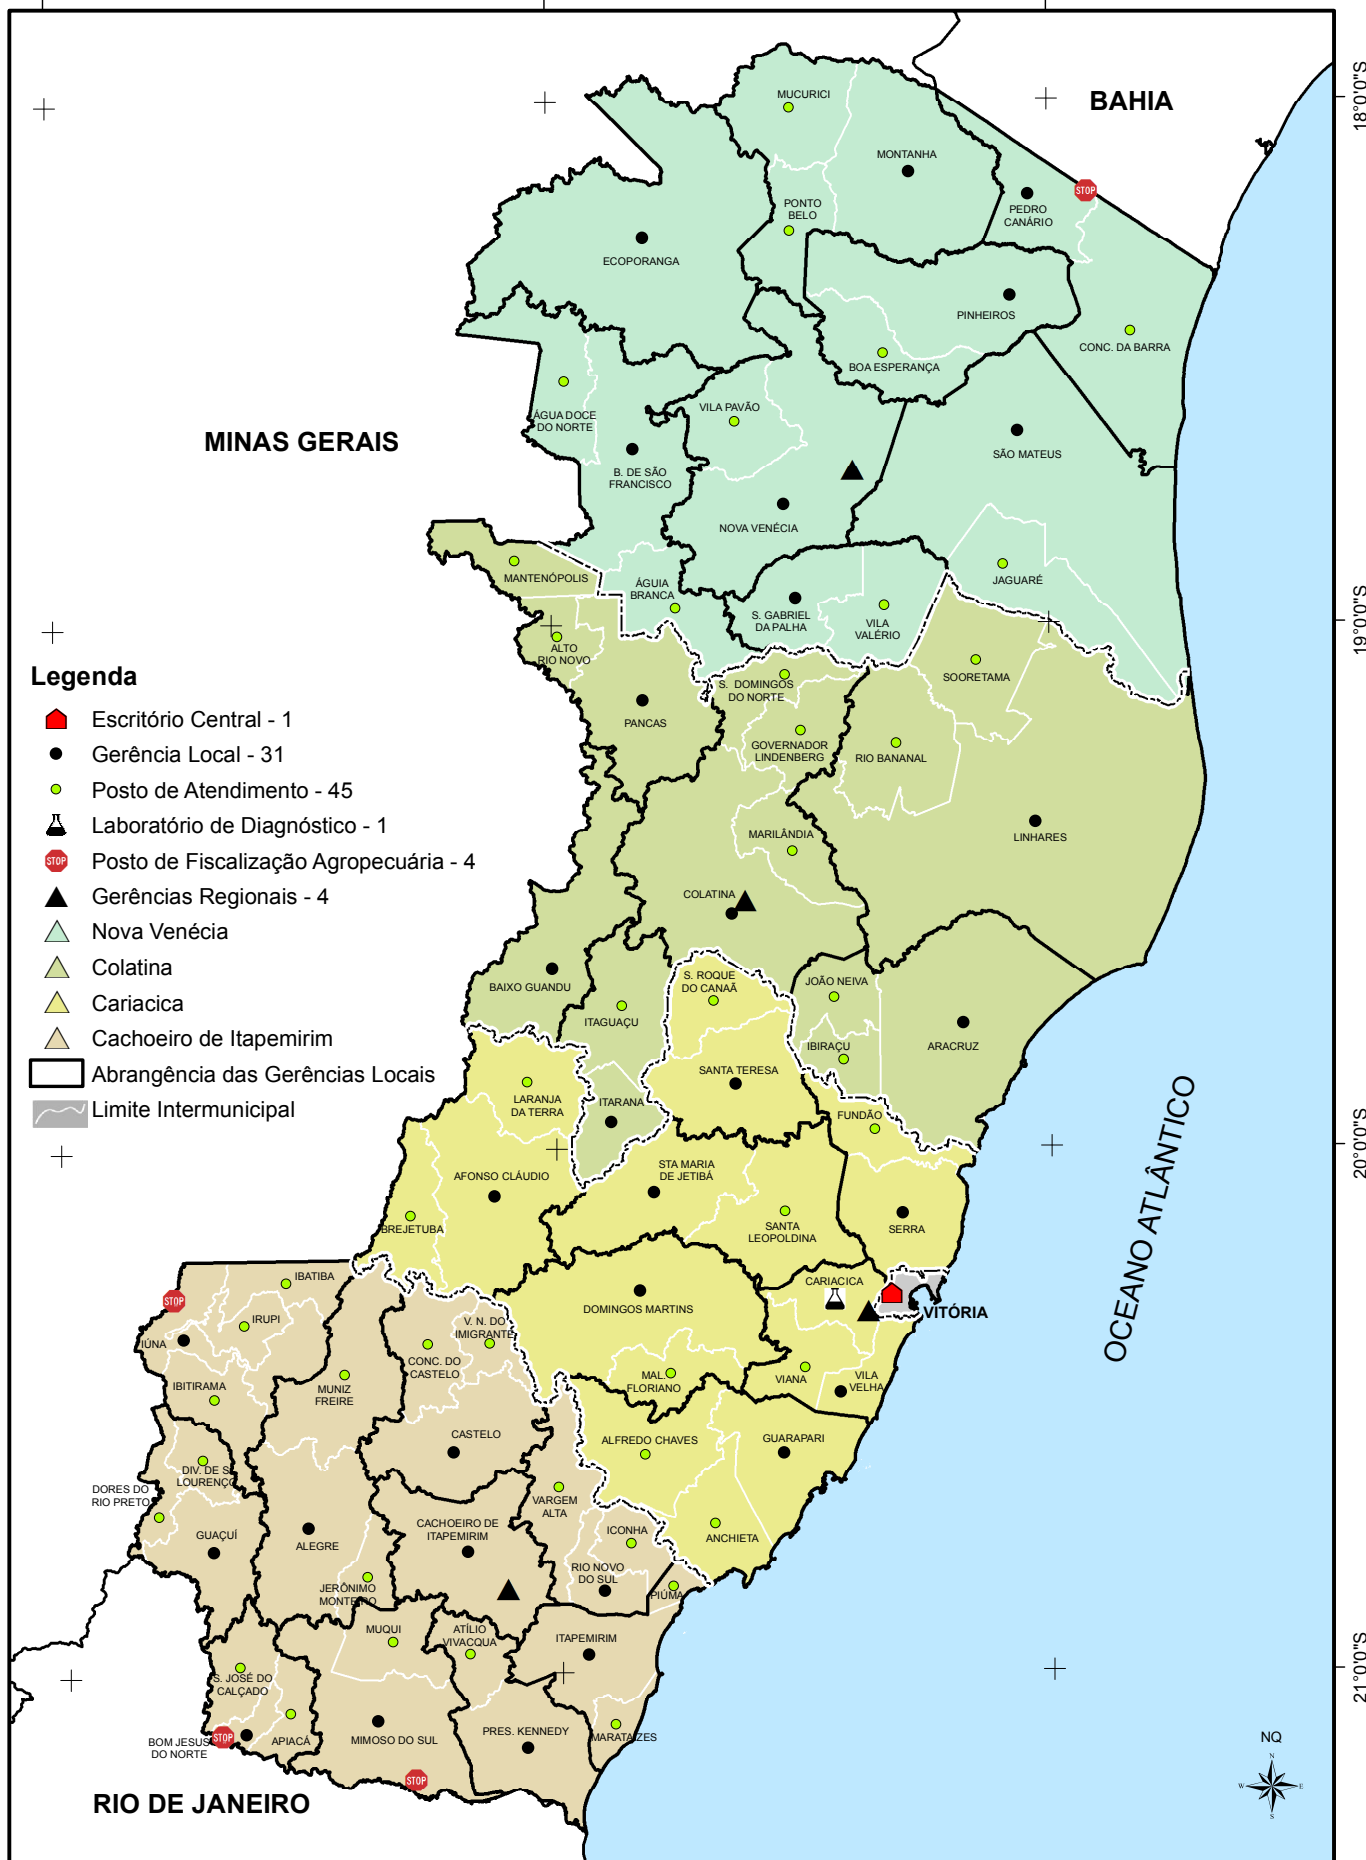 BAHIA
18°0'0"S
MUCURICI
MONTANHA
PONTO
BELO
PEDRO
CANÁRIO
STOP
ECOPORANGA
PINHEIROS
CONC. DA BARRA
BOA ESPERANÇA
ÁGUA DOCE
DO NORTE
VILA PAVÃO
MINAS GERAIS
SÃO MATEUS
B. DE SÃO
FRANCISCO
NOVA VENÉCIA
MANTENÓPOLIS
ÁGUIA
BRANCA
JAGUARÉ
S. GABRIEL
DA PALHA
VILA
VALÉRIO
19°0'0"S
ALTO
RIO NOVO
SOORETAMA
S. DOMINGOS
DO NORTE
PANCAS
GOVERNADOR
LINDENBERG
RIO BANANAL
Legenda
Escritório Central - 1
Gerência Local - 31
Posto de Atendimento - 45
Laboratório de Diagnóstico - 1
STOP
Posto de Fiscalização Agropecuária - 4
Gerências Regionais - 4
Nova Venécia
Colatina
Cariacica
Cachoeiro de Itapemirim
Abrangência das Gerências Locais
Limite Intermunicipal
MARILÂNDIA
LINHARES
COLATINA
BAIXO GUANDU
S. ROQUE
DO CANAÃ
JOÃO NEIVA
ITAGUAÇU
IBIRAÇU
ARACRUZ
LARANJA
DA TERRA
SANTA TERESA
ITARANA
FUNDÃO
20°0'0"S
AFONSO CLÁUDIO
STA MARIA
DE JETIBÁ
BREJETUBA
SANTA
LEOPOLDINA
SERRA
OCEANO ATLÂNTICO
IBATIBA
CARIACICA
STOP
DOMINGOS MARTINS
VITÓRIA
IRUPI
IÚNA
V. N. DO
IMIGRANTE
CONC. DO
CASTELO
IBITIRAMA
MUNIZ
FREIRE
MAL.
FLORIANO
VIANA
VILA
VELHA
CASTELO
ALFREDO CHAVES
GUARAPARI
DIV. DE S.
LOURENÇO
DORES DO
RIO PRETO
VARGEM
ALTA
CACHOEIRO DE
ITAPEMIRIM
GUAÇUÍ
ALEGRE
ICONHA
ANCHIETA
RIO NOVO
DO SUL
JERÔNIMO
MONTEIRO
PIÚMA
MUQUI
ATÍLIO
VIVACQUA
ITAPEMIRIM
21°0'0"S
S. JOSÉ DO
CALÇADO
BOM JESUS
DO NORTE
STOP
APIACÁ
MIMOSO DO SUL
PRES. KENNEDY
MARATAÍZES
STOP
RIO DE JANEIRO
NQ
N
W
E
S